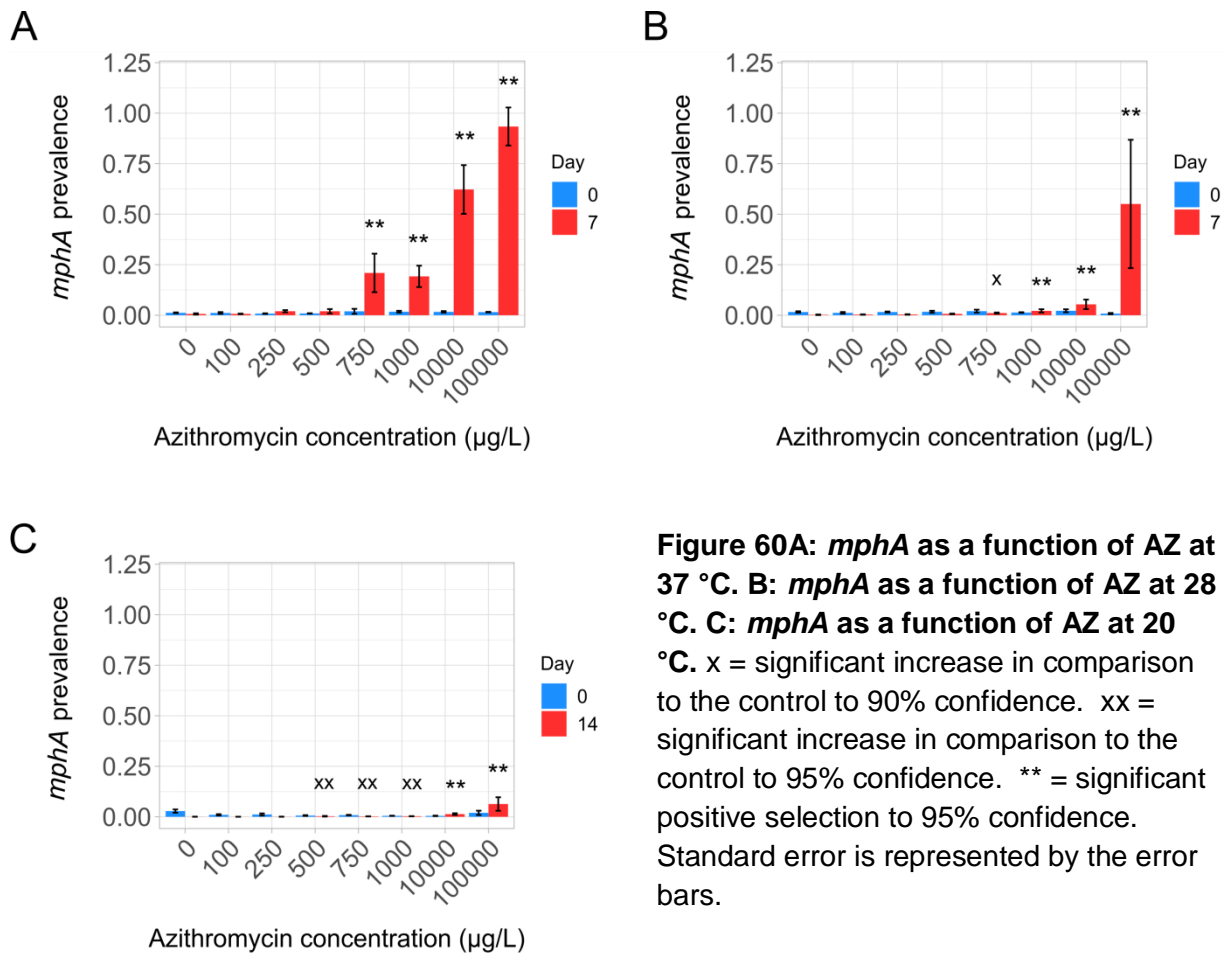 A
1.25
1.00
0.75
0.50
0.25
0.00
mphA prevalence
** ** ** **
0 100 250 500 750 1000 10000 100000
Azithromycin concentration (µg/L)
Day
0
7
B
1.25
1.00
0.75
0.50
0.25
0.00
mphA prevalence
x ** ** **
0 100 250 500 750 1000 10000 100000
Azithromycin concentration (µg/L)
Day
0
7
C
1.25
1.00
0.75
0.50
0.25
0.00
mphA prevalence
xx xx xx ** **
0 100 250 500 750 1000 10000 100000
Azithromycin concentration (µg/L)
Day
0
14
Figure 60A: mphA as a function of AZ at
37 °C. B: mphA as a function of AZ at 28
°C. C: mphA as a function of AZ at 20
°C. x = significant increase in comparison
to the control to 90% confidence. xx =
significant increase in comparison to the
control to 95% confidence. ** = significant
positive selection to 95% confidence.
Standard error is represented by the error
bars.